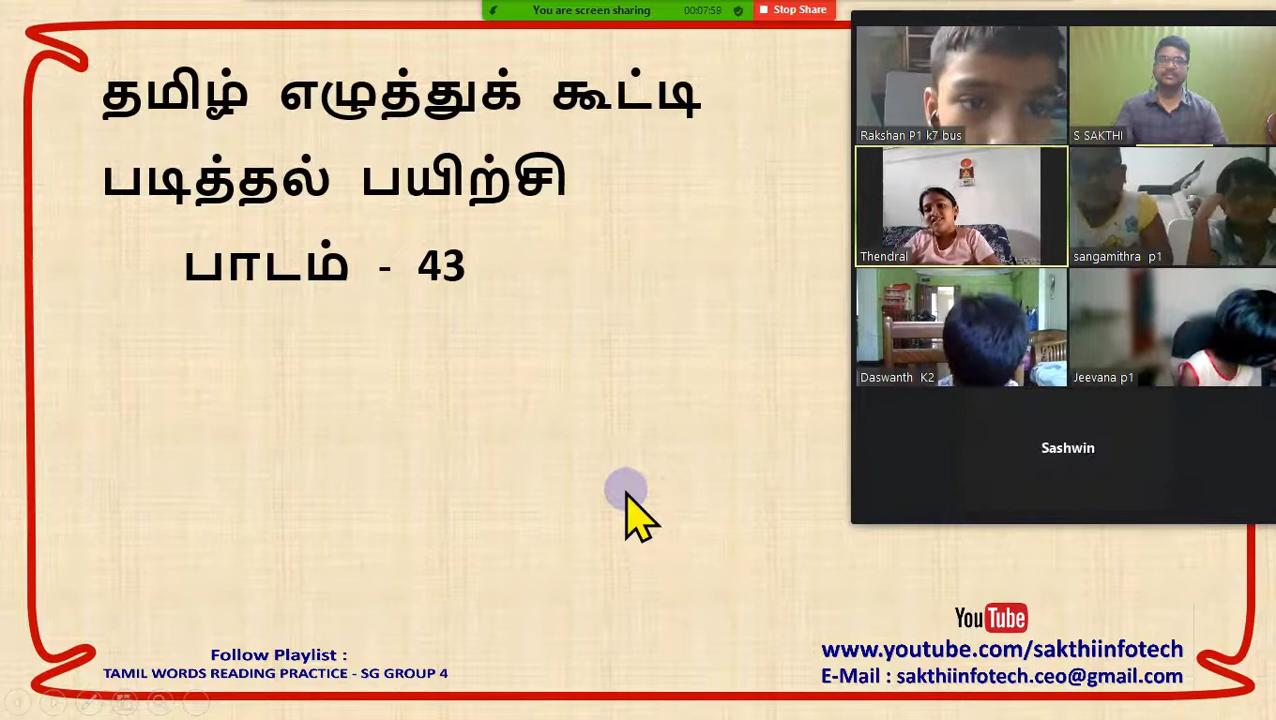 You are screen sharing 00:07:59 Stop Share
தமிழ் எழுத்துக் கூட்டி
படித்தல் பயிற்சி
பாடம் - 43
Rakshan P1 k7 bus
S SAKTHI
Thendral
sangamithra p1
Daswanth K2
Jeevana p1
Sashwin
YouTube
www.youtube.com/sakthiinfotech
E-Mail : sakthiinfotech.ceo@gmail.com
Follow Playlist :
TAMIL WORDS READING PRACTICE - SG GROUP 4